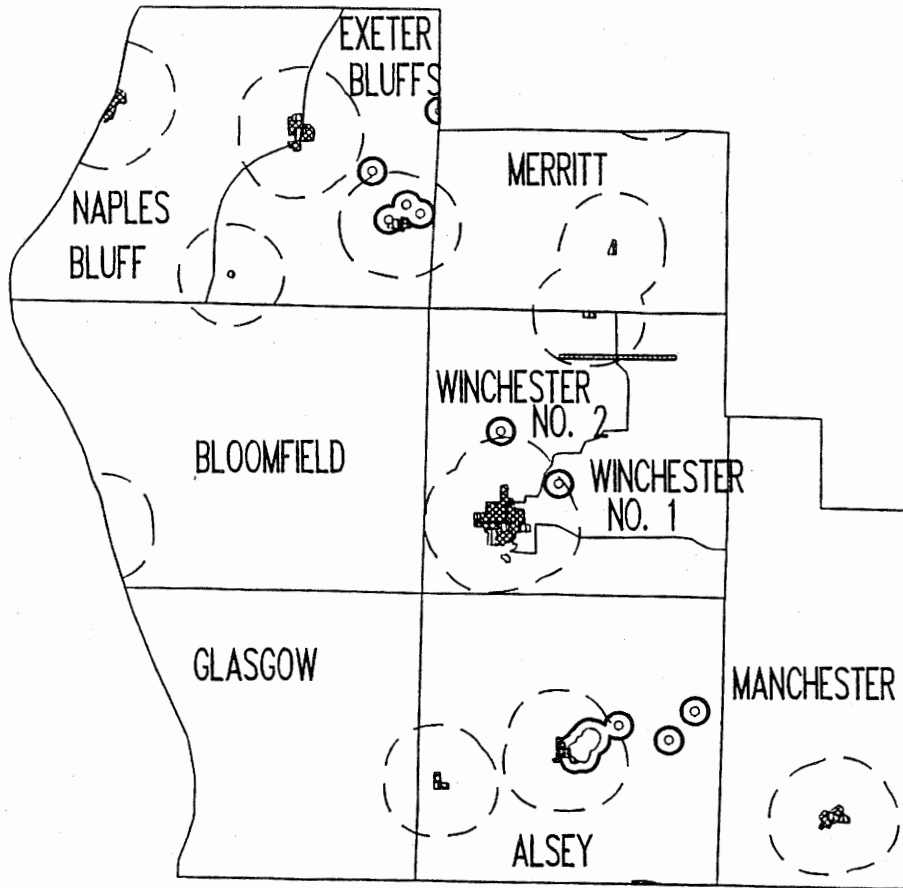 EXETER
BLUFFS
MERRITT
NAPLES
BLUFF
WINCHESTER
NO. 2
BLOOMFIELD
WINCHESTER
NO. 1
GLASGOW
MANCHESTER
ALSEY